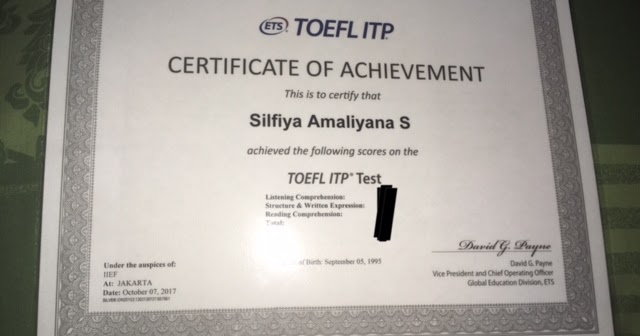 ETS TOEFL ITP
CERTIFICATE OF ACHIEVEMENT
This is to certify that
Silfiya Amaliyana S
achieved the following scores on the
TOEFL ITP® Test
Listening Comprehension:
Structure & Written Expression:
Reading Comprehension:
Total:
of Birth: September 05, 1995
David G. Payne
David G. Payne
Vice President and Chief Operating Officer
Global Education Division, ETS
Under the auspices of:
IIEF
At: JAKARTA
Date: October 07, 2017